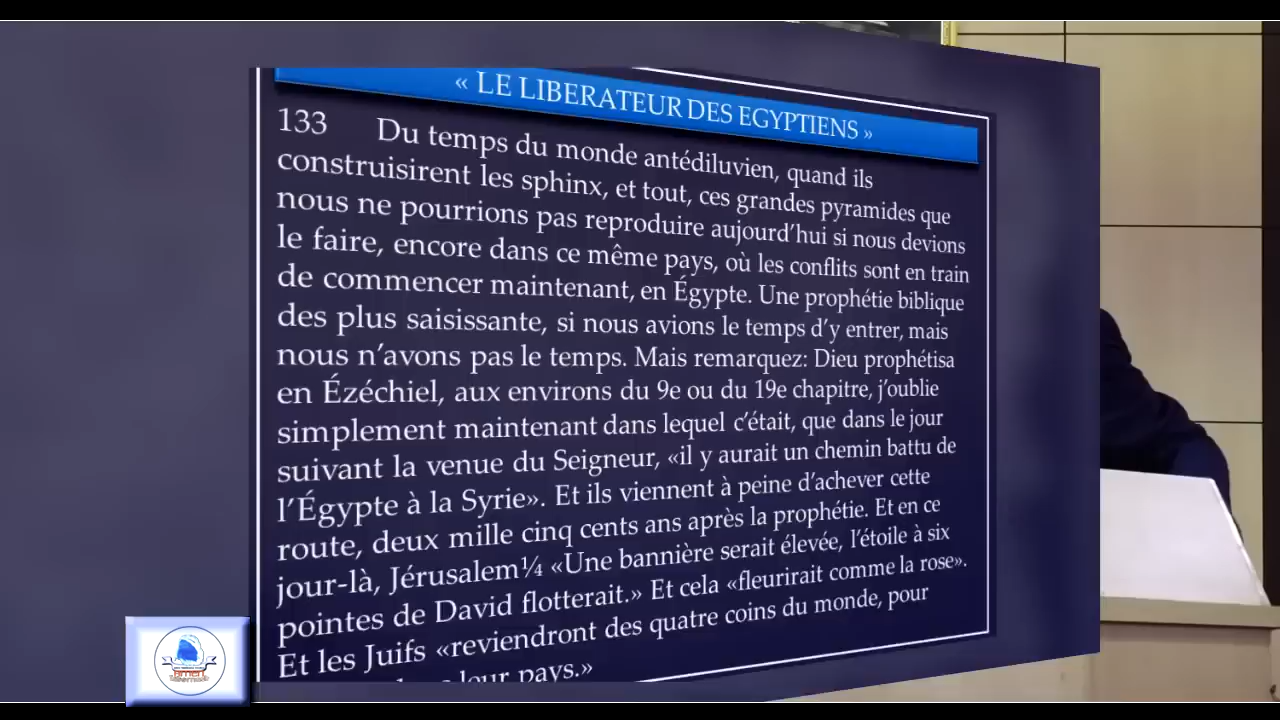 « LE LIBERATEUR DES EGYPTIENS »
133 Du temps du monde antédiluvien, quand ils
construisirent les sphinx, et tout, ces grandes pyramides que
nous ne pourrions pas reproduire aujourd’hui si nous devions
le faire, encore dans ce même pays, où les conflits sont en train
de commencer maintenant, en Égypte. Une prophétie biblique
des plus saisissante, si nous avions le temps d’y entrer, mais
nous n’avons pas le temps. Mais remarquez: Dieu prophétisa
en Ézéchiel, aux environs du 9e ou du 19e chapitre, j’oublie
simplement maintenant dans lequel c’était, que dans le jour
suivant la venue du Seigneur, «il y aurait un chemin battu de
l’Égypte à la Syrie». Et ils viennent à peine d’achever cette
route, deux mille cinq cents ans après la prophétie. Et en ce
jour-là, Jérusalem¼ «Une bannière serait élevée, l’étoile à six
pointes de David flotterait.» Et cela «fleurirait comme la rose».
Et les Juifs «reviendront des quatre coins du monde, pour
leur pays.»